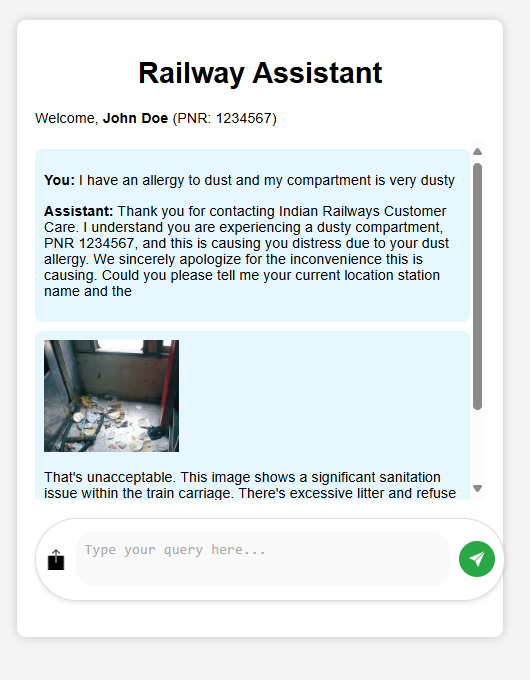 Railway Assistant
Welcome, John Doe (PNR: 1234567)
You: I have an allergy to dust and my compartment is very dusty
Assistant: Thank you for contacting Indian Railways Customer
Care. I understand you are experiencing a dusty compartment,
PNR 1234567, and this is causing you distress due to your dust
allergy. We sincerely apologize for the inconvenience this is
causing. Could you please tell me your current location station
name and the
That's unacceptable. This image shows a significant sanitation
issue within the train carriage. There's excessive litter and refuse
Type your query here...